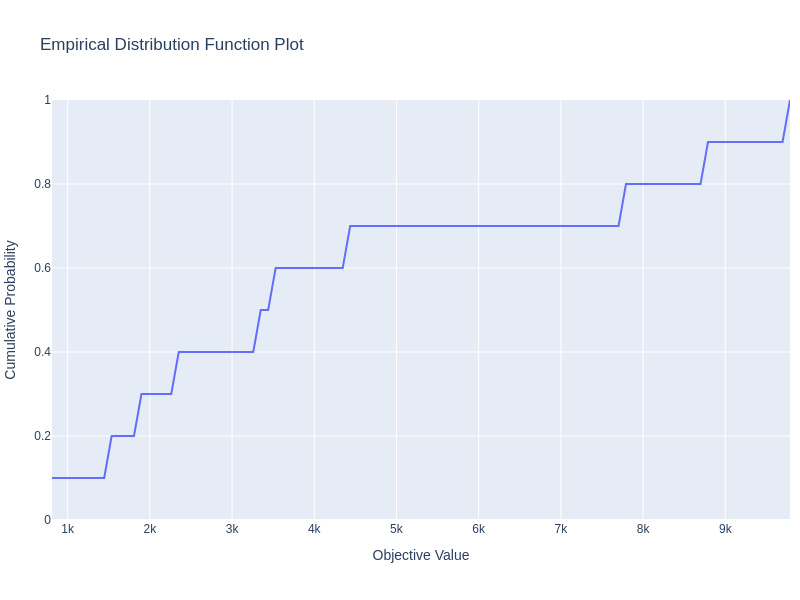 Empirical Distribution Function Plot
1
0.8
0.6
0.4
0.2
0
Cumulative Probability
1k 2k 3k 4k 5k 6k 7k 8k 9k
Objective Value